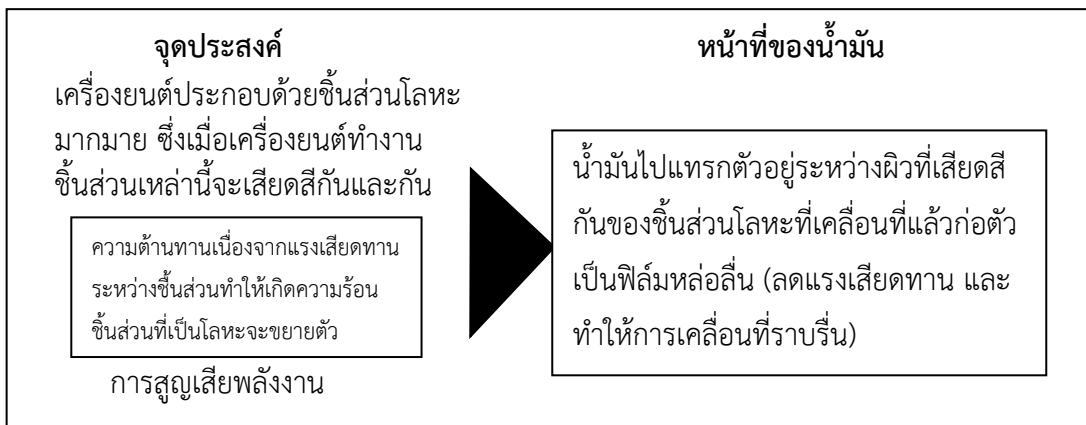 จุดประสงค์
เครื่องยนต์ประกอบด้วยชิ้นส่วนโลหะ
มากมาย ซึ่งเมื่อเครื่องยนต์ทำงาน
ชิ้นส่วนเหล่านี้จะเสียดสีกันและกัน
ความต้านทานเนื่องจากแรงเสียดทาน
ระหว่างชิ้นส่วนทำให้เกิดความร้อน
ชิ้นส่วนที่เป็นโลหะจะขยายตัว
การสูญเสียพลังงาน
หน้าที่ของน้ำมัน
น้ำมันไปแทรกตัวอยู่ระหว่างผิวที่เสียดสี
กันของชิ้นส่วนโลหะที่เคลื่อนที่แล้วก่อตัว
เป็นฟิล์มหล่อลื่น (ลดแรงเสียดทาน และ
ทำให้การเคลื่อนที่ราบรื่น)